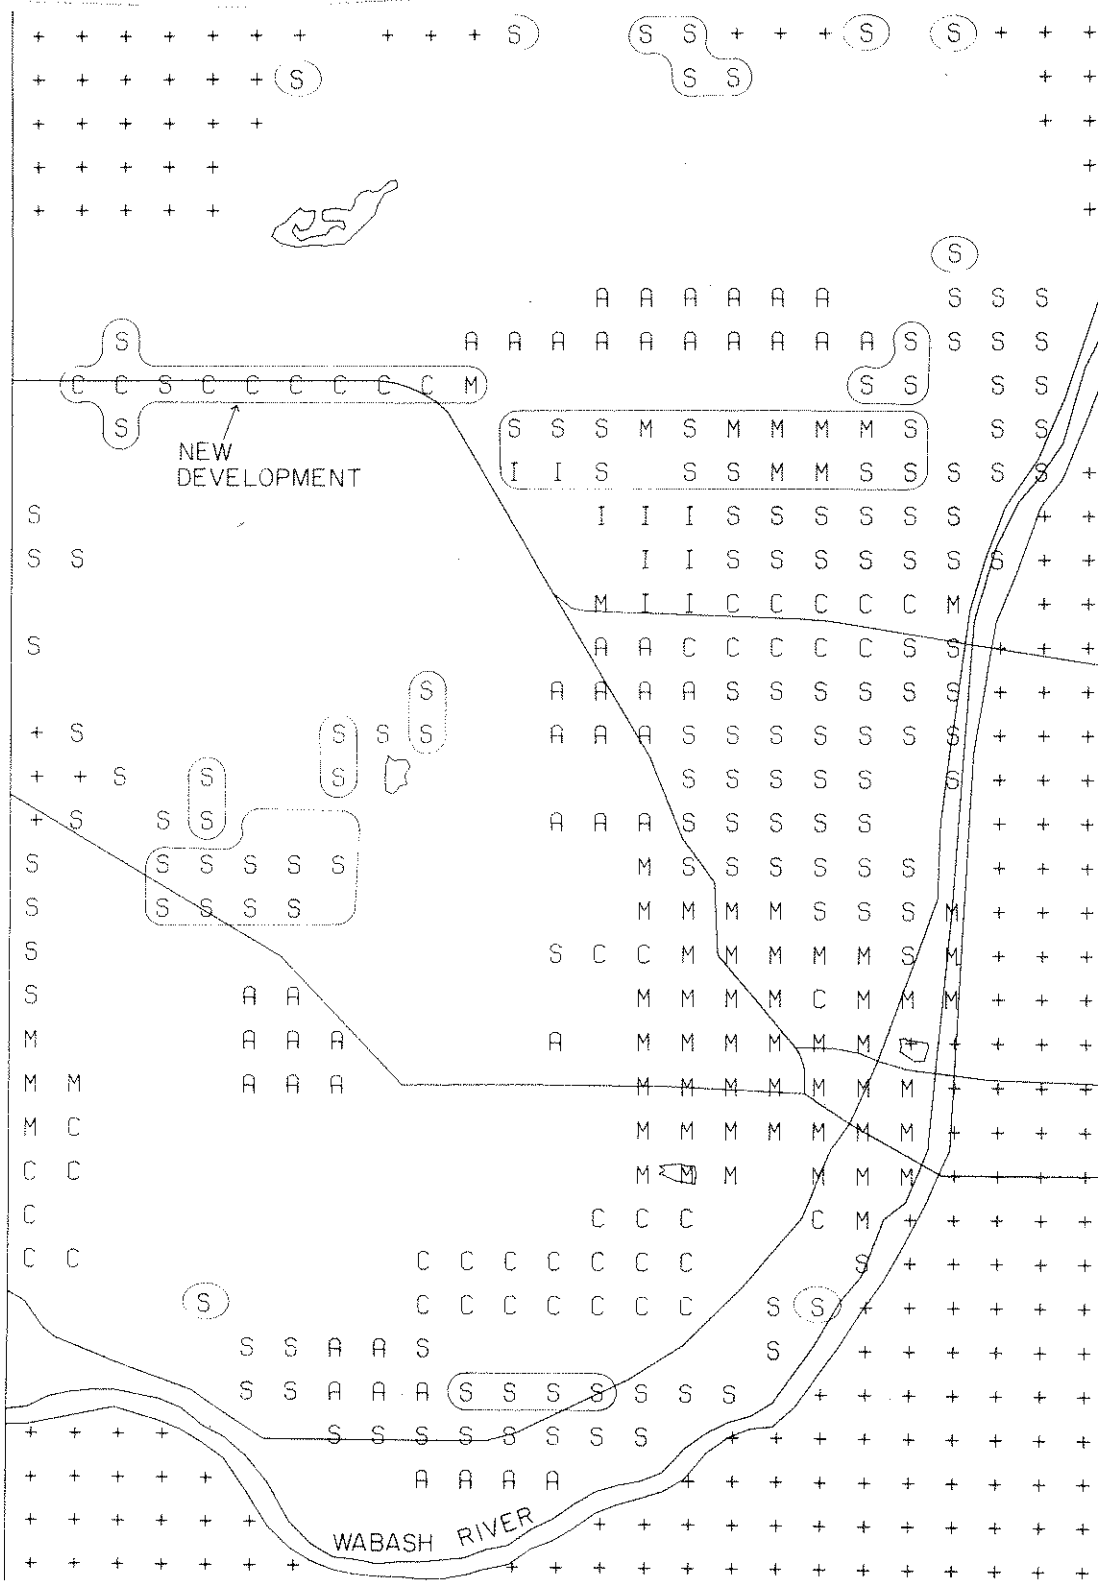 + + + + + + + + + + S S S + + + S S + + +
+ + + + + + S S S + +
+ + + + + + + +
+ + + + + +
+ + + + + +
S
A A A A A A S S S
S A A A A A A A A A A S S S S
C C S C C C C C C M S S S S
S S S S M S M M M M S S S
NEW
DEVELOPMENT
I I S S S M M S S S S S +
S I I I S S S S S S + +
S S I I S S S S S S S + +
M I I C C C C C M + +
S A A C C C C C S S + + +
S A A A A S S S S S S + + +
+ S S S S A A A S S S S S S S + + +
+ + S S S S S S S S S + + +
+ S S S A A A S S S S S + + +
S S S S S S M S S S S S S + + +
S S S S S M M M M S S S M + + +
S S C C M M M M M S M + + +
S A A M M M M C M M M + + +
M A A A A M M M M M M + + + + +
M M A A A M M M M M M M + + + +
M C M M M M M M M + + + +
C C M M M M M M + + + +
C C C C C M + + + + +
C C C C C C C C C S + + + + +
S C C C C C C C S S + + + + + +
S S A A S S + + + + + +
S S A A A S S S S S S S + + + + + + +
+ + + + S S S S S S S S + + + + + + + + +
+ + + + + A A A A + + + + + + + + + +
WABASH RIVER
+ + + + + + + + + + + + + + + + + +
+ + + + + + + + + + + + + + + + + + + + +